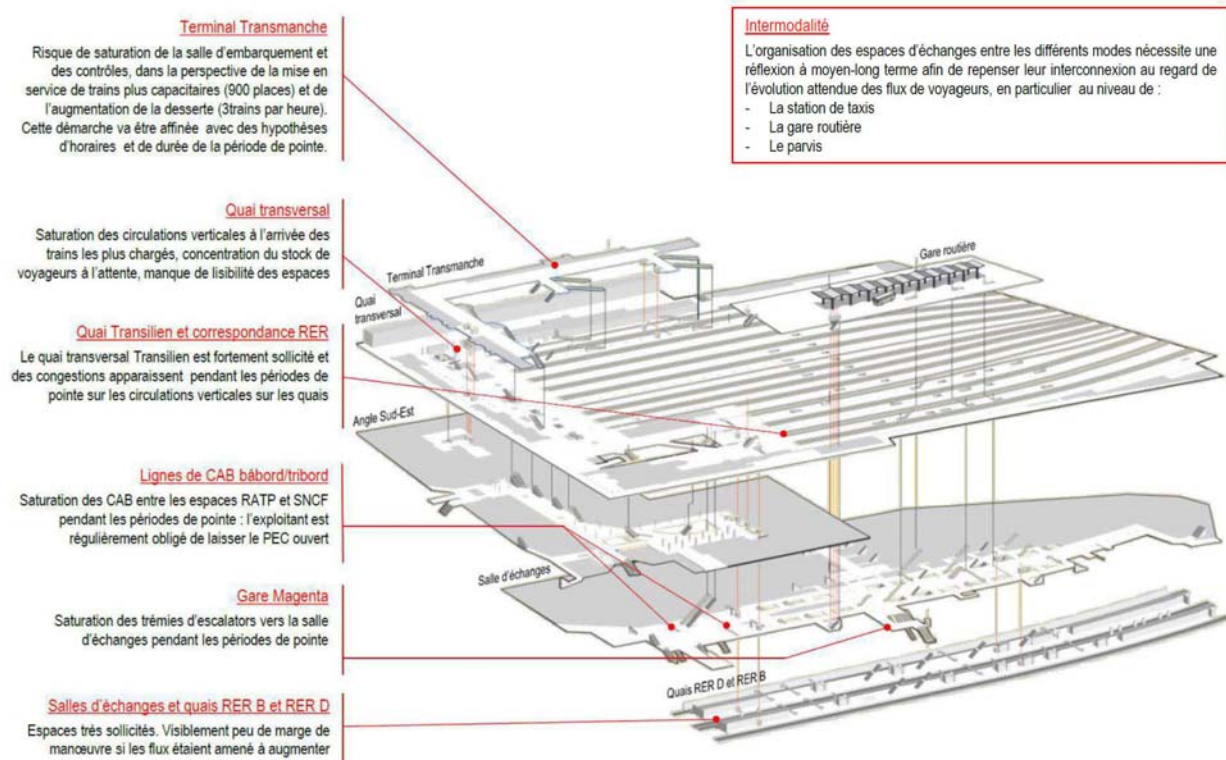 Terminal Transmanche
Risque de saturation de la salle d'embarquement et
des contrôles, dans la perspective de la mise en
service de trains plus capacitaires (900 places) et de
l'augmentation de la desserte (3trains par heure).
Cette démarche va être affinée avec des hypothèses
d'horaires et de durée de la période de pointe.
Quai transversal
Saturation des circulations verticales à l'arrivée des
trains les plus chargés, concentration du stock de
voyageurs à l'attente, manque de lisibilité des espaces
Quai Transilien et correspondance RER
Le quai transversal Transilien est fortement sollicité et
des congestions apparaissent pendant les périodes de
pointe sur les circulations verticales sur les quais
Lignes de CAB bâbord/tribord
Saturation des CAB entre les espaces RATP et SNCF
pendant les périodes de pointe : l'exploitant est
régulièrement obligé de laisser le PEC ouvert
Gare Magenta
Saturation des trémies d'escalators vers la salle
d'échanges pendant les périodes de pointe
Salles d'échanges et quais RER B et RER D
Espaces très sollicités. Visiblement peu de marge de
manœuvre si les flux étaient amené à augmenter
Intermodalité
L'organisation des espaces d'échanges entre les différents modes nécessite une
réflexion à moyen-long terme afin de repenser leur interconnexion au regard de
l'évolution attendue des flux de voyageurs, en particulier au niveau de :
- La station de taxis
- La gare routière
- Le parvis
Terminal Transmanche
Gare routière
Quai
transversal
Angle Sud-Est
Salle d'échanges
Quais RER D et RER B